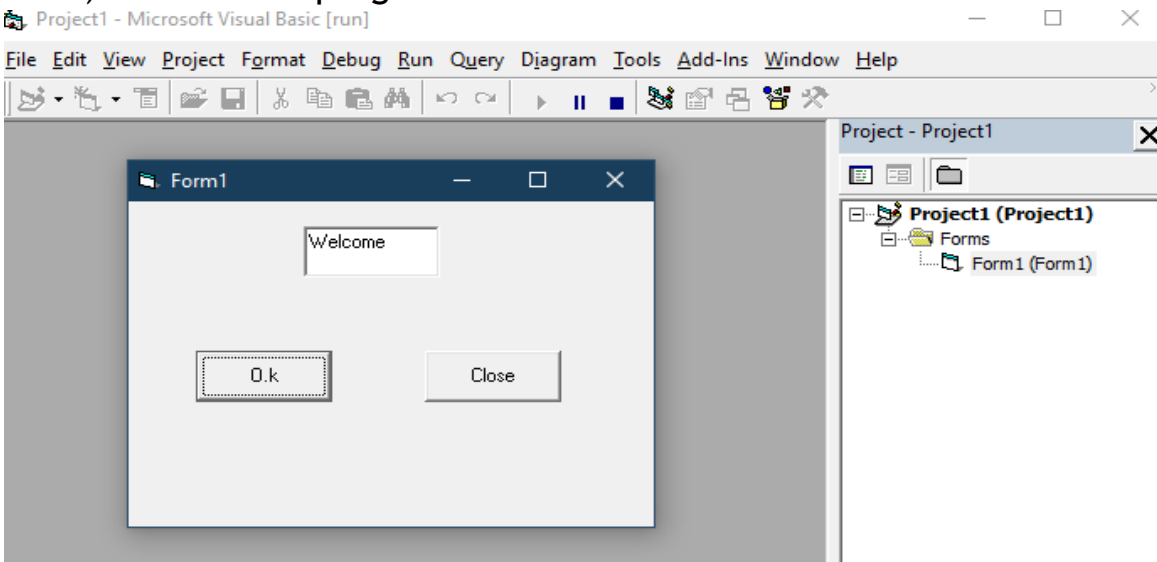 Project1 - Microsoft Visual Basic [run]
File Edit View Project Format Debug Run Query Diagram Tools Add-Ins Window Help
Project - Project1
Form1
Project1 (Project1)
Forms
Form1 (Form1)
Welcome
O.k
Close